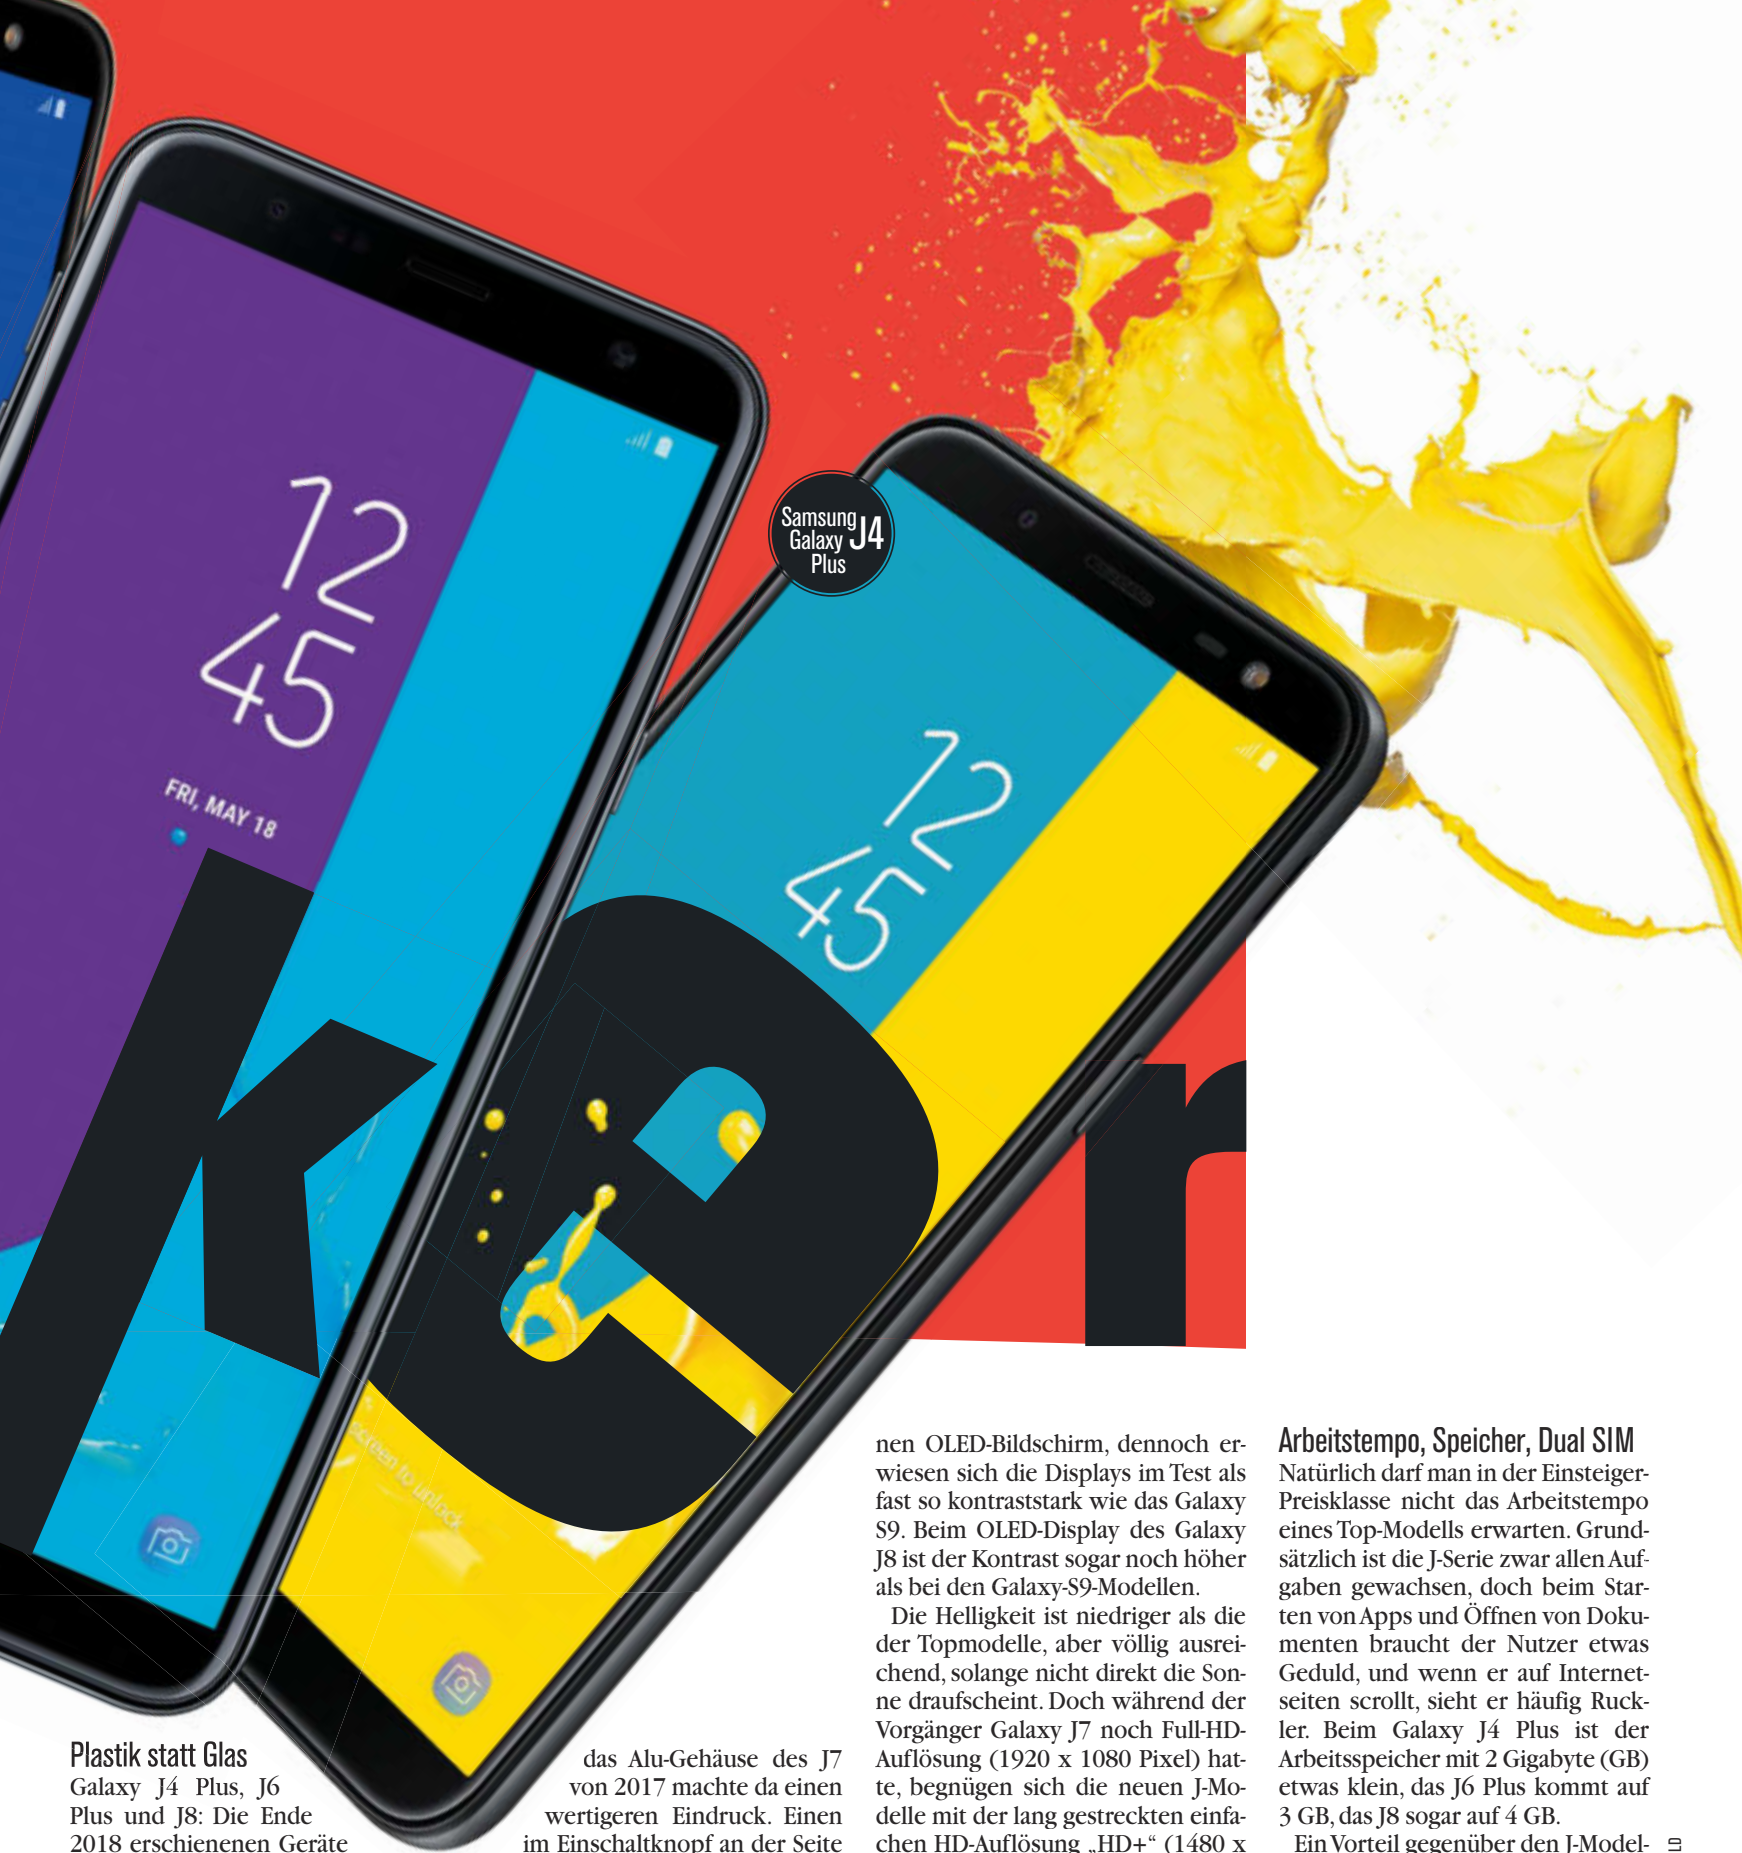 12
45
FRI, MAY 18
Samsung
Galaxy J4
Plus
12
45
ker
screen to unlock
Plastik statt Glas
Galaxy J4 Plus, J6
Plus und J8: Die Ende
2018 erschienenen Geräte
das Alu-Gehäuse des J7
von 2017 machte da einen
wertigeren Eindruck. Einen
im Einschaltknopf an der Seite
nen OLED-Bildschirm, dennoch er-
wiesen sich die Displays im Test als
fast so kontraststark wie das Galaxy
S9. Beim OLED-Display des Galaxy
J8 ist der Kontrast sogar noch höher
als bei den Galaxy-S9-Modellen.
Die Helligkeit ist niedriger als die
der Topmodelle, aber völlig ausrei-
chend, solange nicht direkt die Son-
ne draufscheint. Doch während der
Vorgänger Galaxy J7 noch Full-HD-
Auflösung (1920 x 1080 Pixel) hat-
te, begnügen sich die neuen J-Mo-
delle mit der lang gestreckten einfa-
chen HD-Auflösung „HD+“ (1480 x
Arbeitstempo, Speicher, Dual SIM
Natürlich darf man in der Einsteiger-
Preisklasse nicht das Arbeitstempo
eines Top-Modells erwarten. Grund-
sätzlich ist die J-Serie zwar allen Auf-
gaben gewachsen, doch beim Star-
ten von Apps und Öffnen von Doku-
menten braucht der Nutzer etwas
Geduld, und wenn er auf Internet-
seiten scrollt, sieht er häufig Ruck-
ler. Beim Galaxy J4 Plus ist der
Arbeitsspeicher mit 2 Gigabyte (GB)
etwas klein, das J6 Plus kommt auf
3 GB, das J8 sogar auf 4 GB.
Ein Vorteil gegenüber den J-Model-
LD